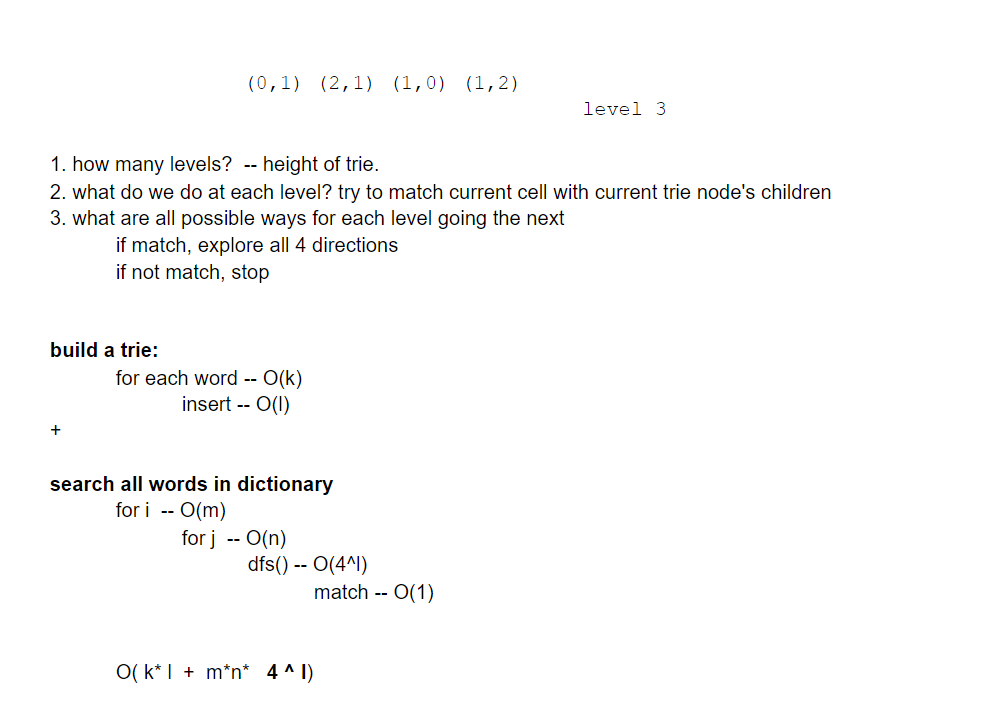 (0,1) (2,1) (1,0) (1,2)
level 3
1. how many levels?  -- height of trie.
2. what do we do at each level? try to match current cell with current trie node's children
3. what are all possible ways for each level going the next
if match, explore all 4 directions
if not match, stop
build a trie:
for each word -- O(k)
insert -- O(l)
+
search all words in dictionary
for i  -- O(m)
for j  -- O(n)
dfs() -- O(4^l)
match -- O(1)
O( k* l  +  m*n*   4 ^ l)